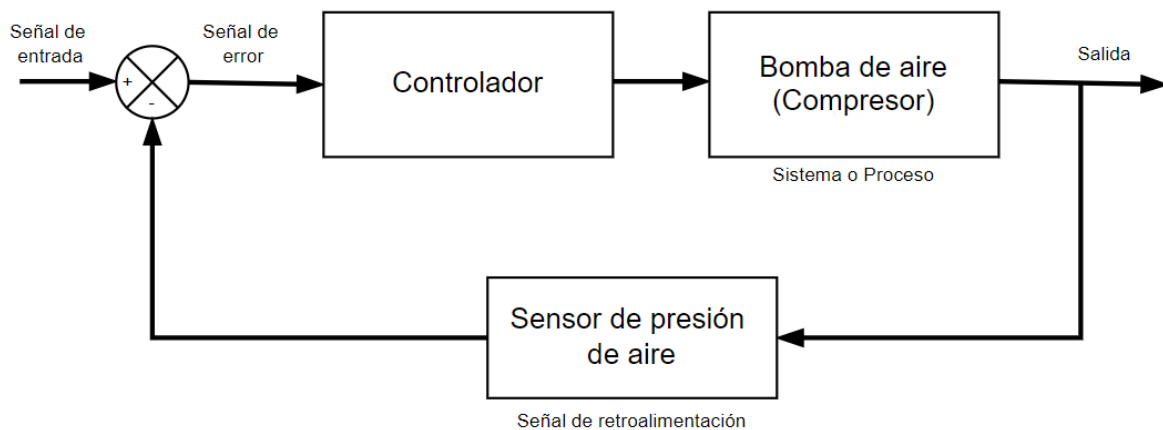 Señal de
entrada
Señal de
error
Controlador
Bomba de aire
(Compresor)
Salida
+
-
Sistema o Proceso
Sensor de presión
de aire
Señal de retroalimentación